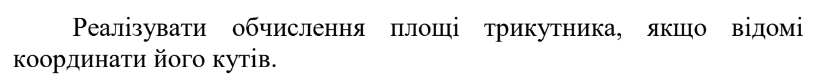 Реалізувати обчислення площі трикутника, якщо відомі
координати його кутів.